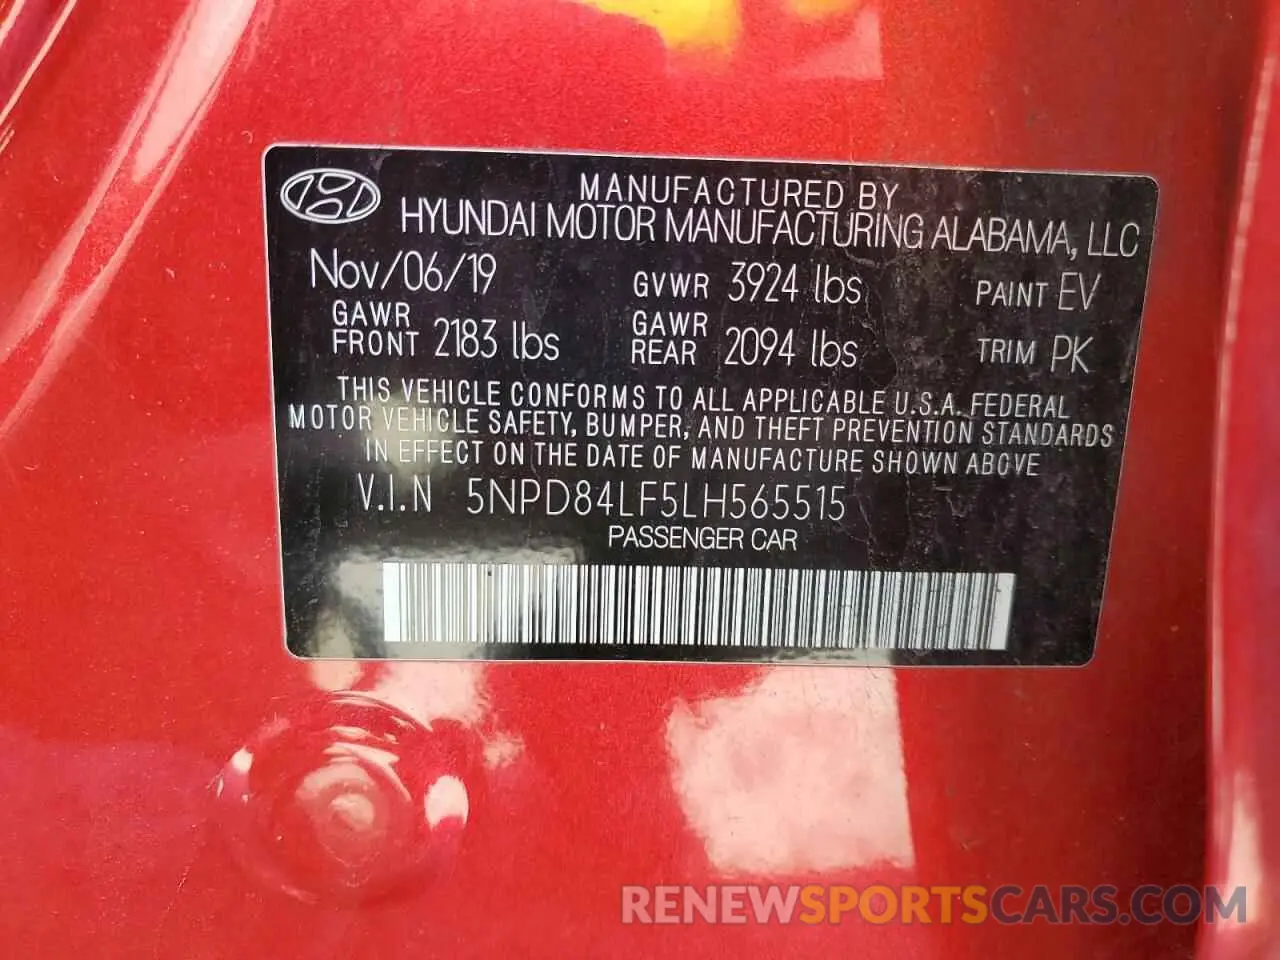 MANUFACTURED BY
HYUNDAI MOTOR MANUFACTURING ALABAMA, LLC
Nov/06/19 GVWR 3924 lbs PAINT EV
GAWR FRONT 2183 lbs GAWR REAR 2094 lbs TRIM PK
THIS VEHICLE CONFORMS TO ALL APPLICABLE U.S.A. FEDERAL
MOTOR VEHICLE SAFETY, BUMPER, AND THEFT PREVENTION STANDARDS
IN EFFECT ON THE DATE OF MANUFACTURE SHOWN ABOVE
V.I.N 5NPD84LF5LH565515
PASSENGER CAR
RENEWSPORTSCARS.COM